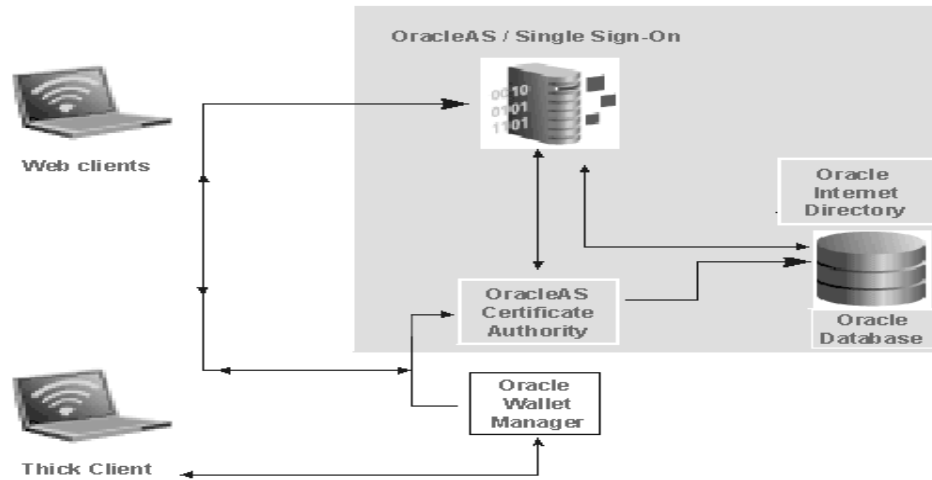 OracleAS / Single Sign-On
0010
0101
1101
Web clients
Oracle
Internet
Directory
OracleAS
Certificate
Authority
Oracle
Database
Oracle
Wallet
Manager
Thick Client